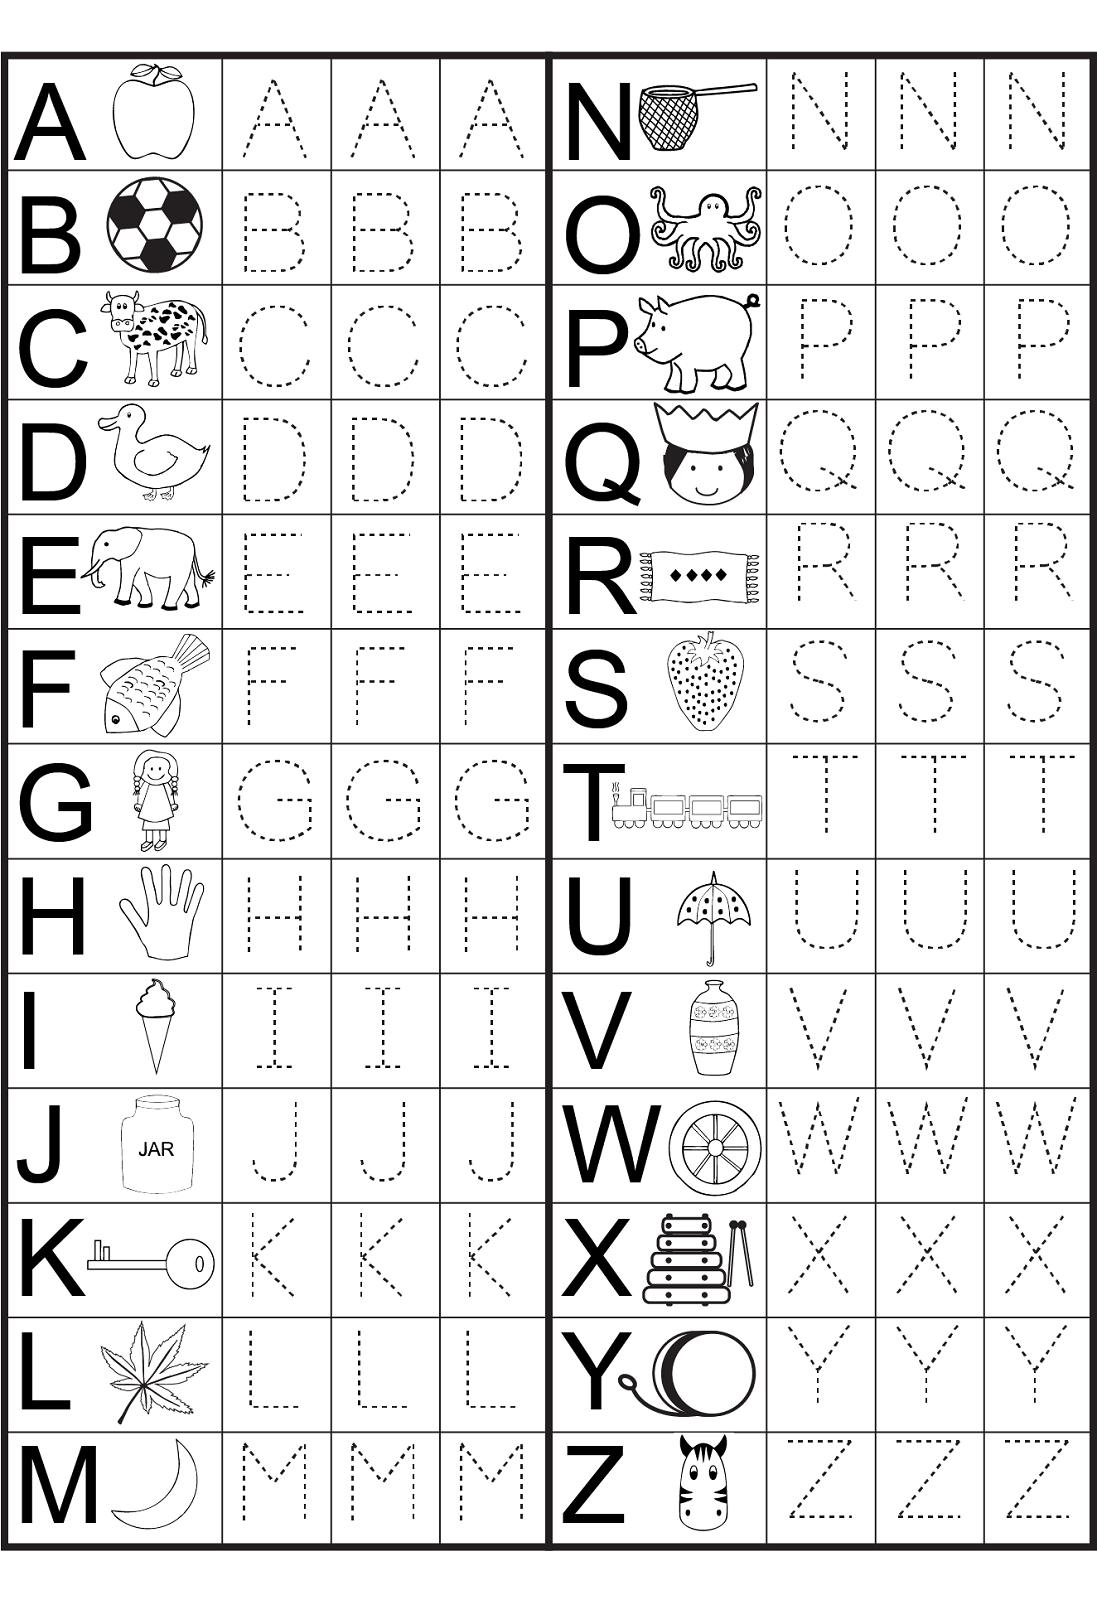 A A A A
B B B B
C C C C
D D D D
E E E E
F F F F
G G G G
H H H H
I I I I
J JAR J J J
K K K K
L L L L
M M M M
N N N N
O O O O
P P P P
Q Q Q Q
R R R R
S S S S
T T T T
U U U U
V V V V
W W W W
X X X X
Y Y Y Y
Z Z Z Z